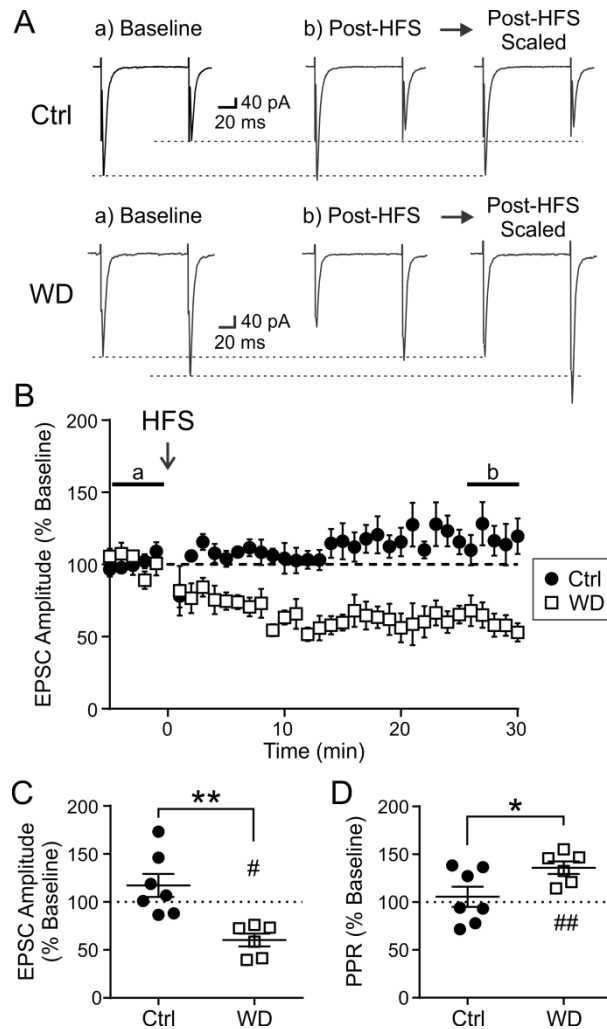 A
a) Baseline
b) Post-HFS
Post-HFS
Scaled
Ctrl
40 pA
20 ms
a) Baseline
b) Post-HFS
Post-HFS
Scaled
WD
40 pA
20 ms
B
HFS
200
150
100
50
0
a
b
EPSC Amplitude (% Baseline)
0
10
20
30
Time (min)
Ctrl
WD
C
**
#
200
150
100
50
0
EPSC Amplitude
(% Baseline)
Ctrl
WD
D
*
##
200
150
100
50
0
PPR (% Baseline)
Ctrl
WD